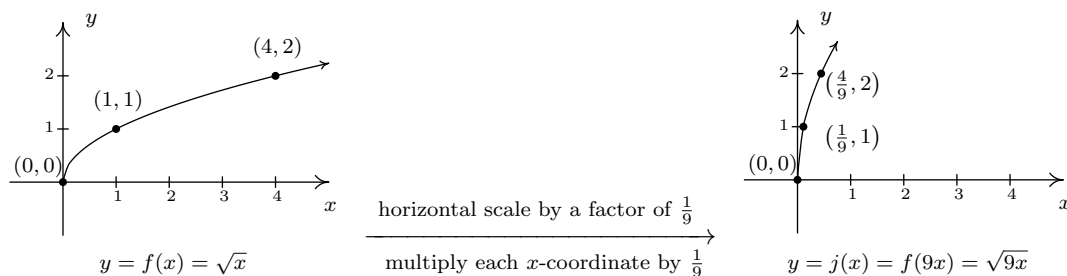 y
(4, 2)
2
(1, 1)
1
(0, 0)
1 2 3 4
x
y = f(x) = √x
horizontal scale by a factor of 1/9
multiply each x-coordinate by 1/9
y
2
(4/9, 2)
1
(1/9, 1)
(0, 0)
1 2 3 4
x
y = j(x) = f(9x) = √9x